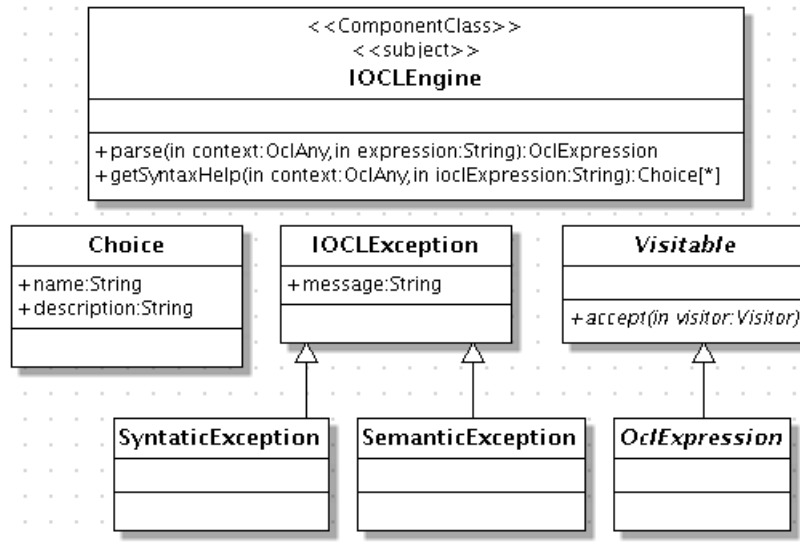 <<ComponentClass>>
<<subject>>
IOCLEngine
+parse(in context:OclAny,in expression:String):OclExpression
+getSyntaxHelp(in context:OclAny,in ioclExpression:String):Choice[*]
Choice
+name:String
+description:String
IOCLException
+message:String
Visitable
+accept(in visitor:Visitor)
SyntaticException
SemanticException
OclExpression